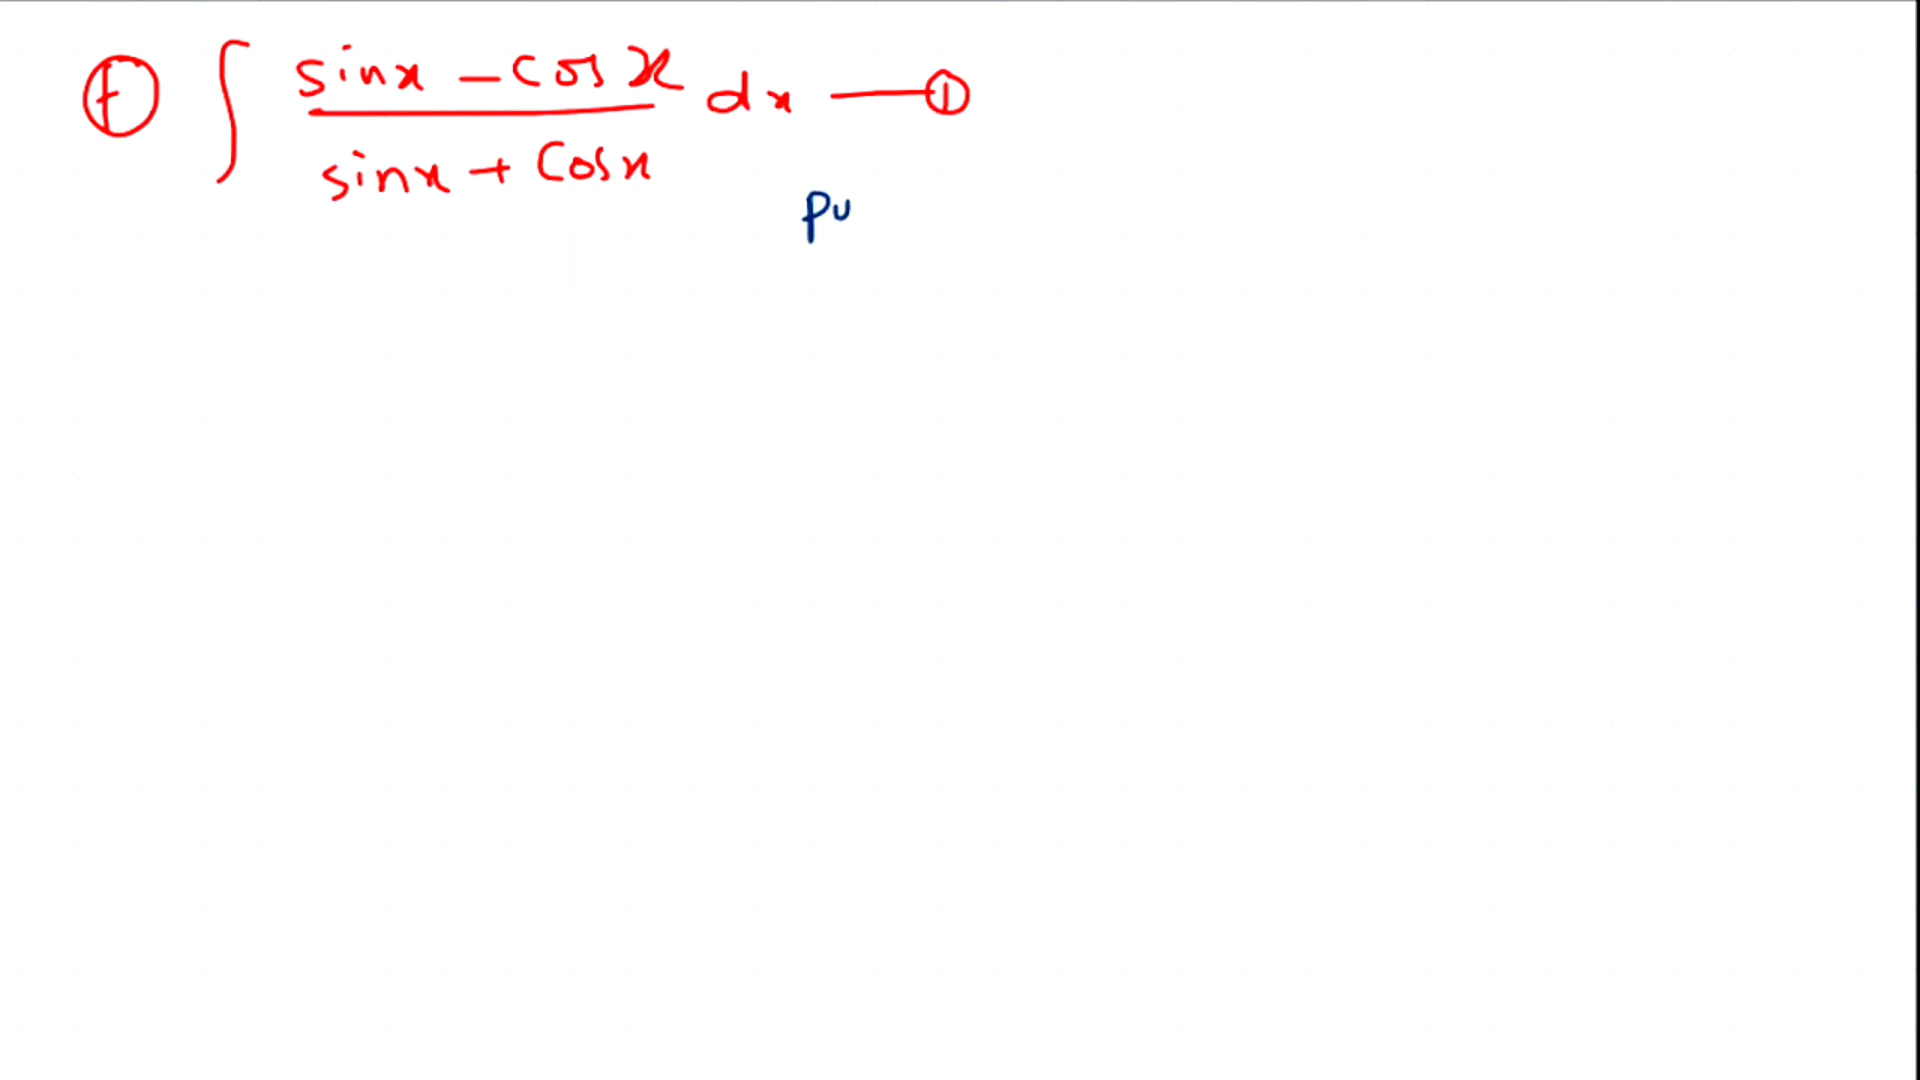 Ⓕ ∫ (sinx − cosx)/(sinx + Cosx) dx —①
Pu